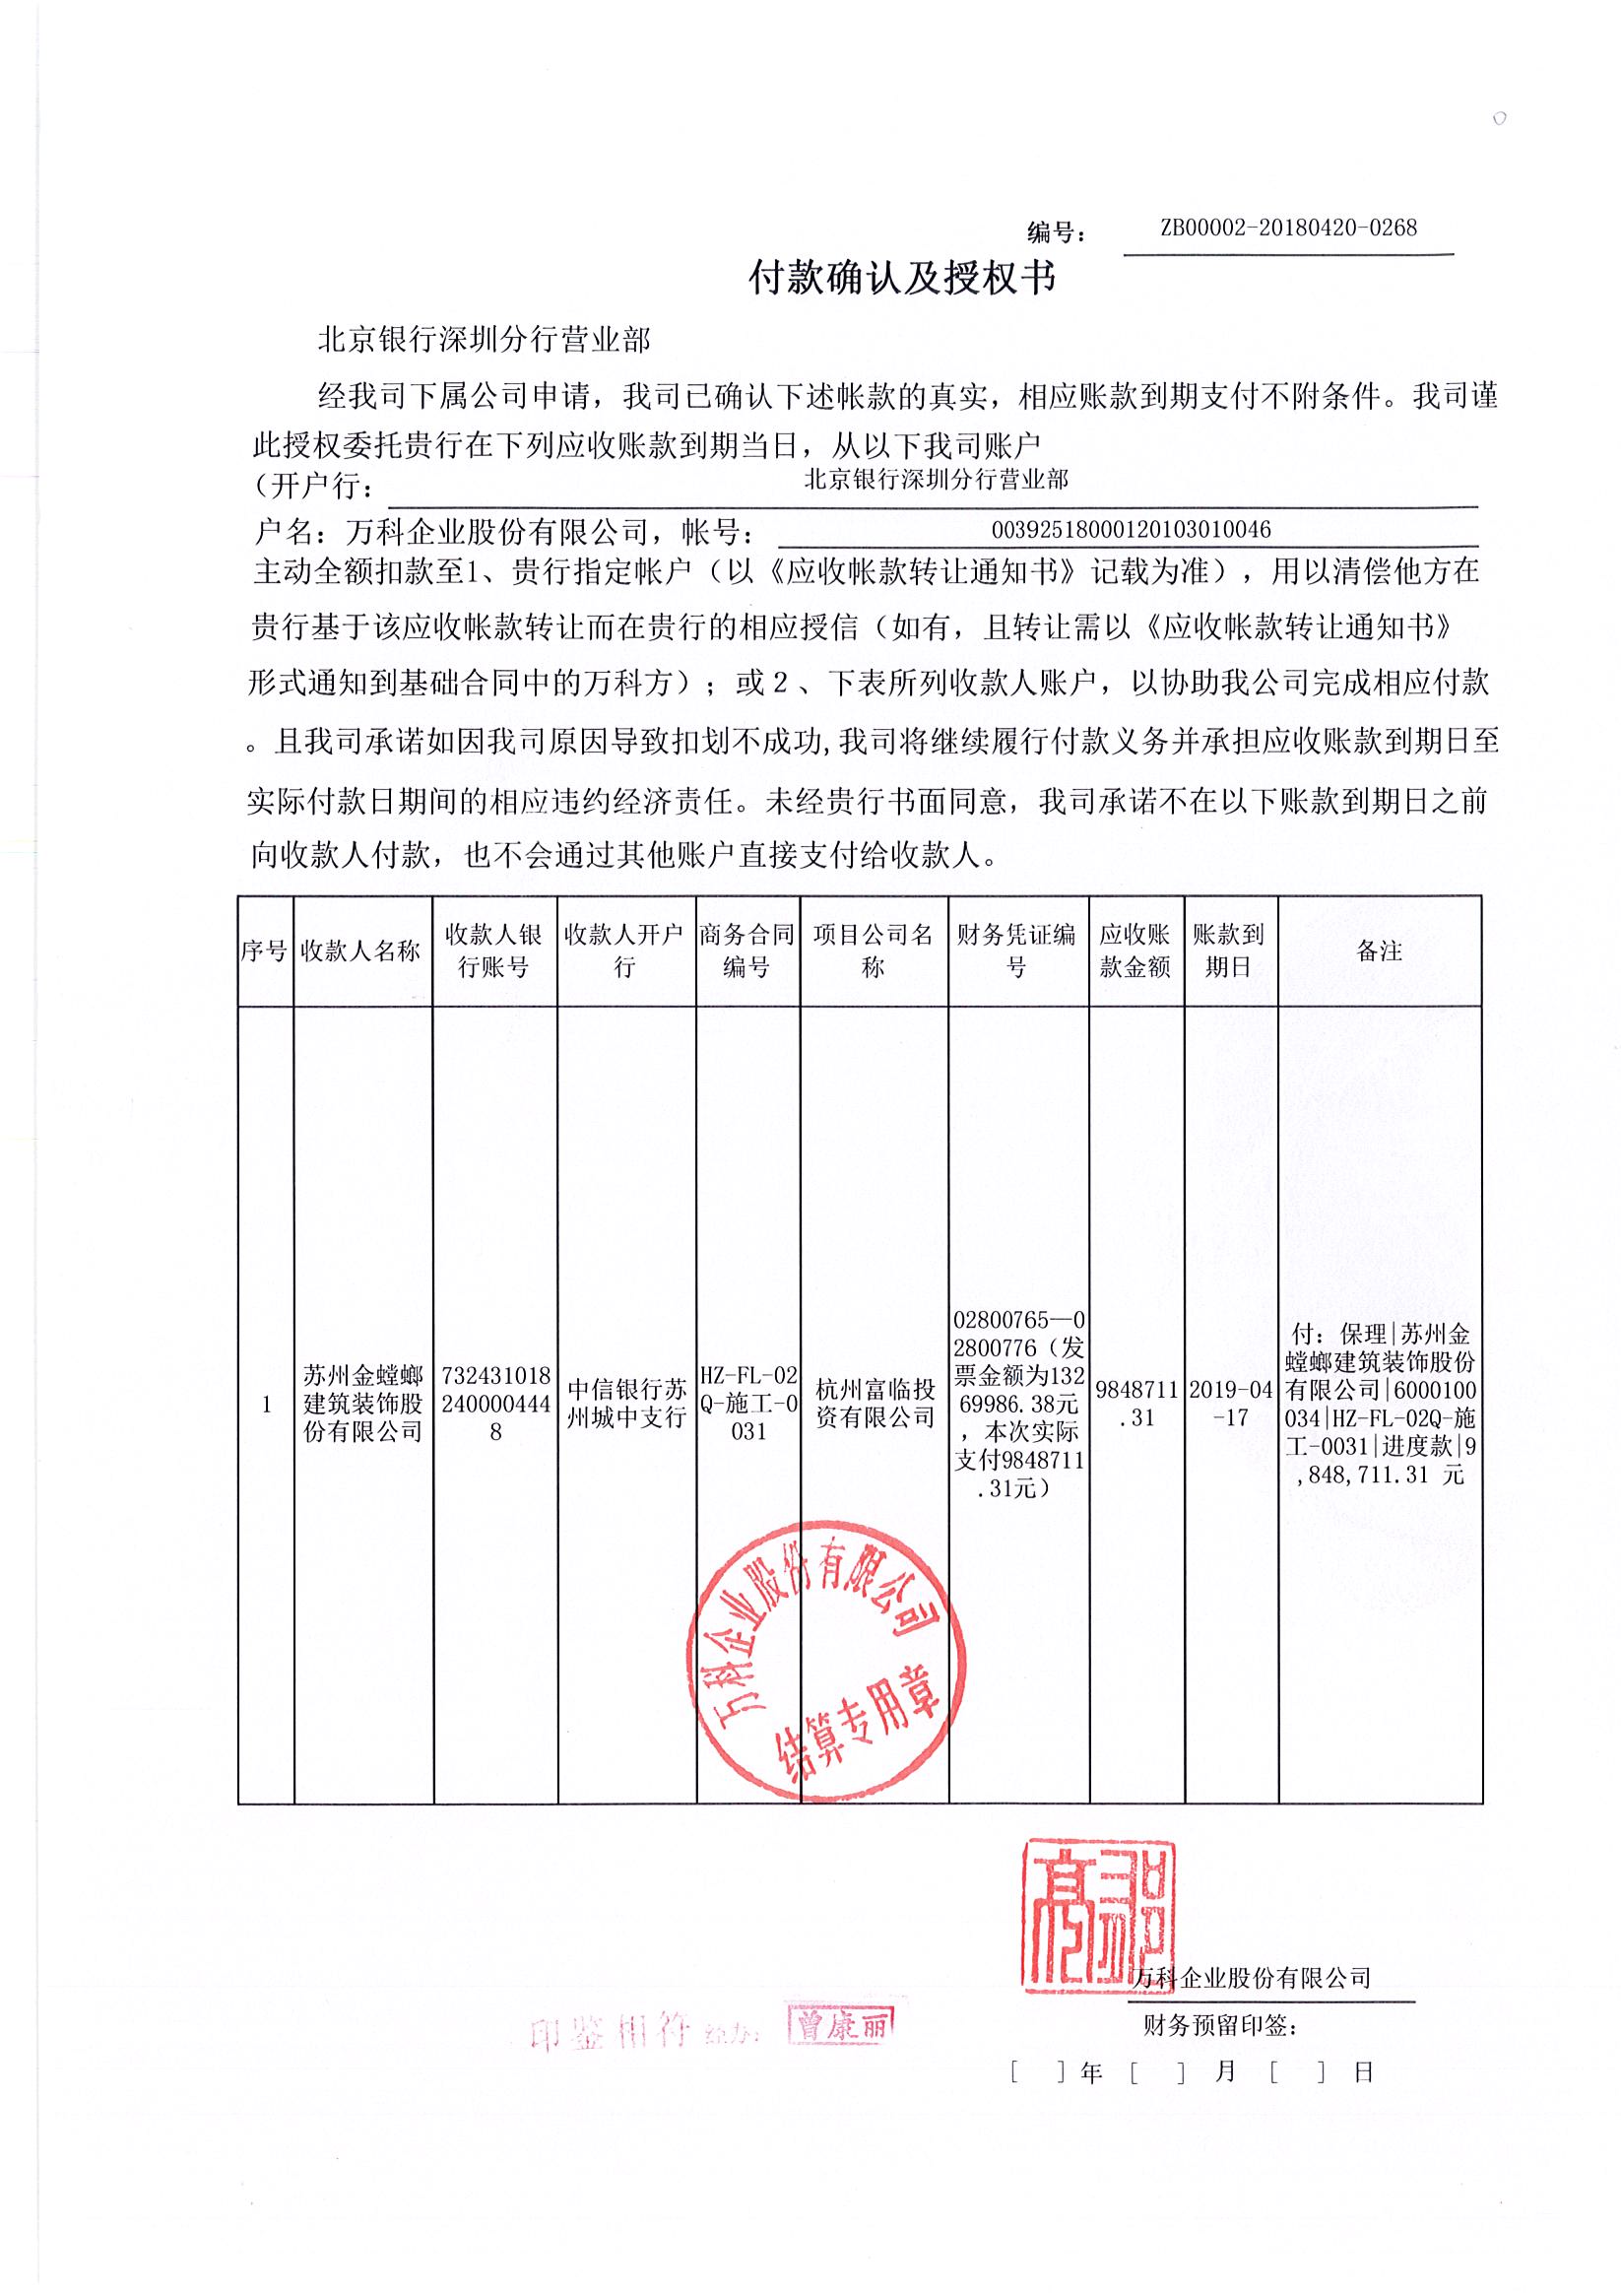 编号: ZB00002-20180420-0268
付款确认及授权书
北京银行深圳分行营业部
经我司下属公司申请，我司已确认下述帐款的真实，相应账款到期支付不附条件。我司谨
此授权委托贵行在下列应收账款到期当日，从以下我司账户
（开户行: 北京银行深圳分行营业部
户名: 万科企业股份有限公司，帐号: 00392518000120103010046
主动全额扣款至1、贵行指定帐户（以《应收帐款转让通知书》记载为准），用以清偿他方在
贵行基于该应收帐款转让而在贵行的相应授信（如有，且转让需以《应收帐款转让通知书》
形式通知到基础合同中的万科方）; 或２、下表所列收款人账户，以协助我公司完成相应付款
。且我司承诺如因我司原因导致扣划不成功,我司将继续履行付款义务并承担应收账款到期日至
实际付款日期间的相应违约经济责任。未经贵行书面同意，我司承诺不在以下账款到期日之前
向收款人付款，也不会通过其他账户直接支付给收款人。
序号
收款人名称
收款人银
行账号
收款人开户
行
商务合同
编号
项目公司名
称
财务凭证编
号
应收账
款金额
账款到
期日
备注
1
苏州金螳螂
建筑装饰股
份有限公司
732431018
240000444
8
中信银行苏
州城中支行
HZ-FL-02
Q-施工-0
031
杭州富临投
资有限公司
02800765—0
2800776（发
票金额为132
69986.38元
，本次实际
支付9848711
.31元）
9848711
.31
2019-04
-17
付: 保理|苏州金
螳螂建筑装饰股份
有限公司|6000100
034|HZ-FL-02Q-施
工-0031|进度款|9
,848,711.31 元
万科企业股份有限公司
结算专用章
万科企业股份有限公司
财务预留印签:
印鉴相符 经办: 曾康丽
[ ] 年 [ ] 月 [ ] 日